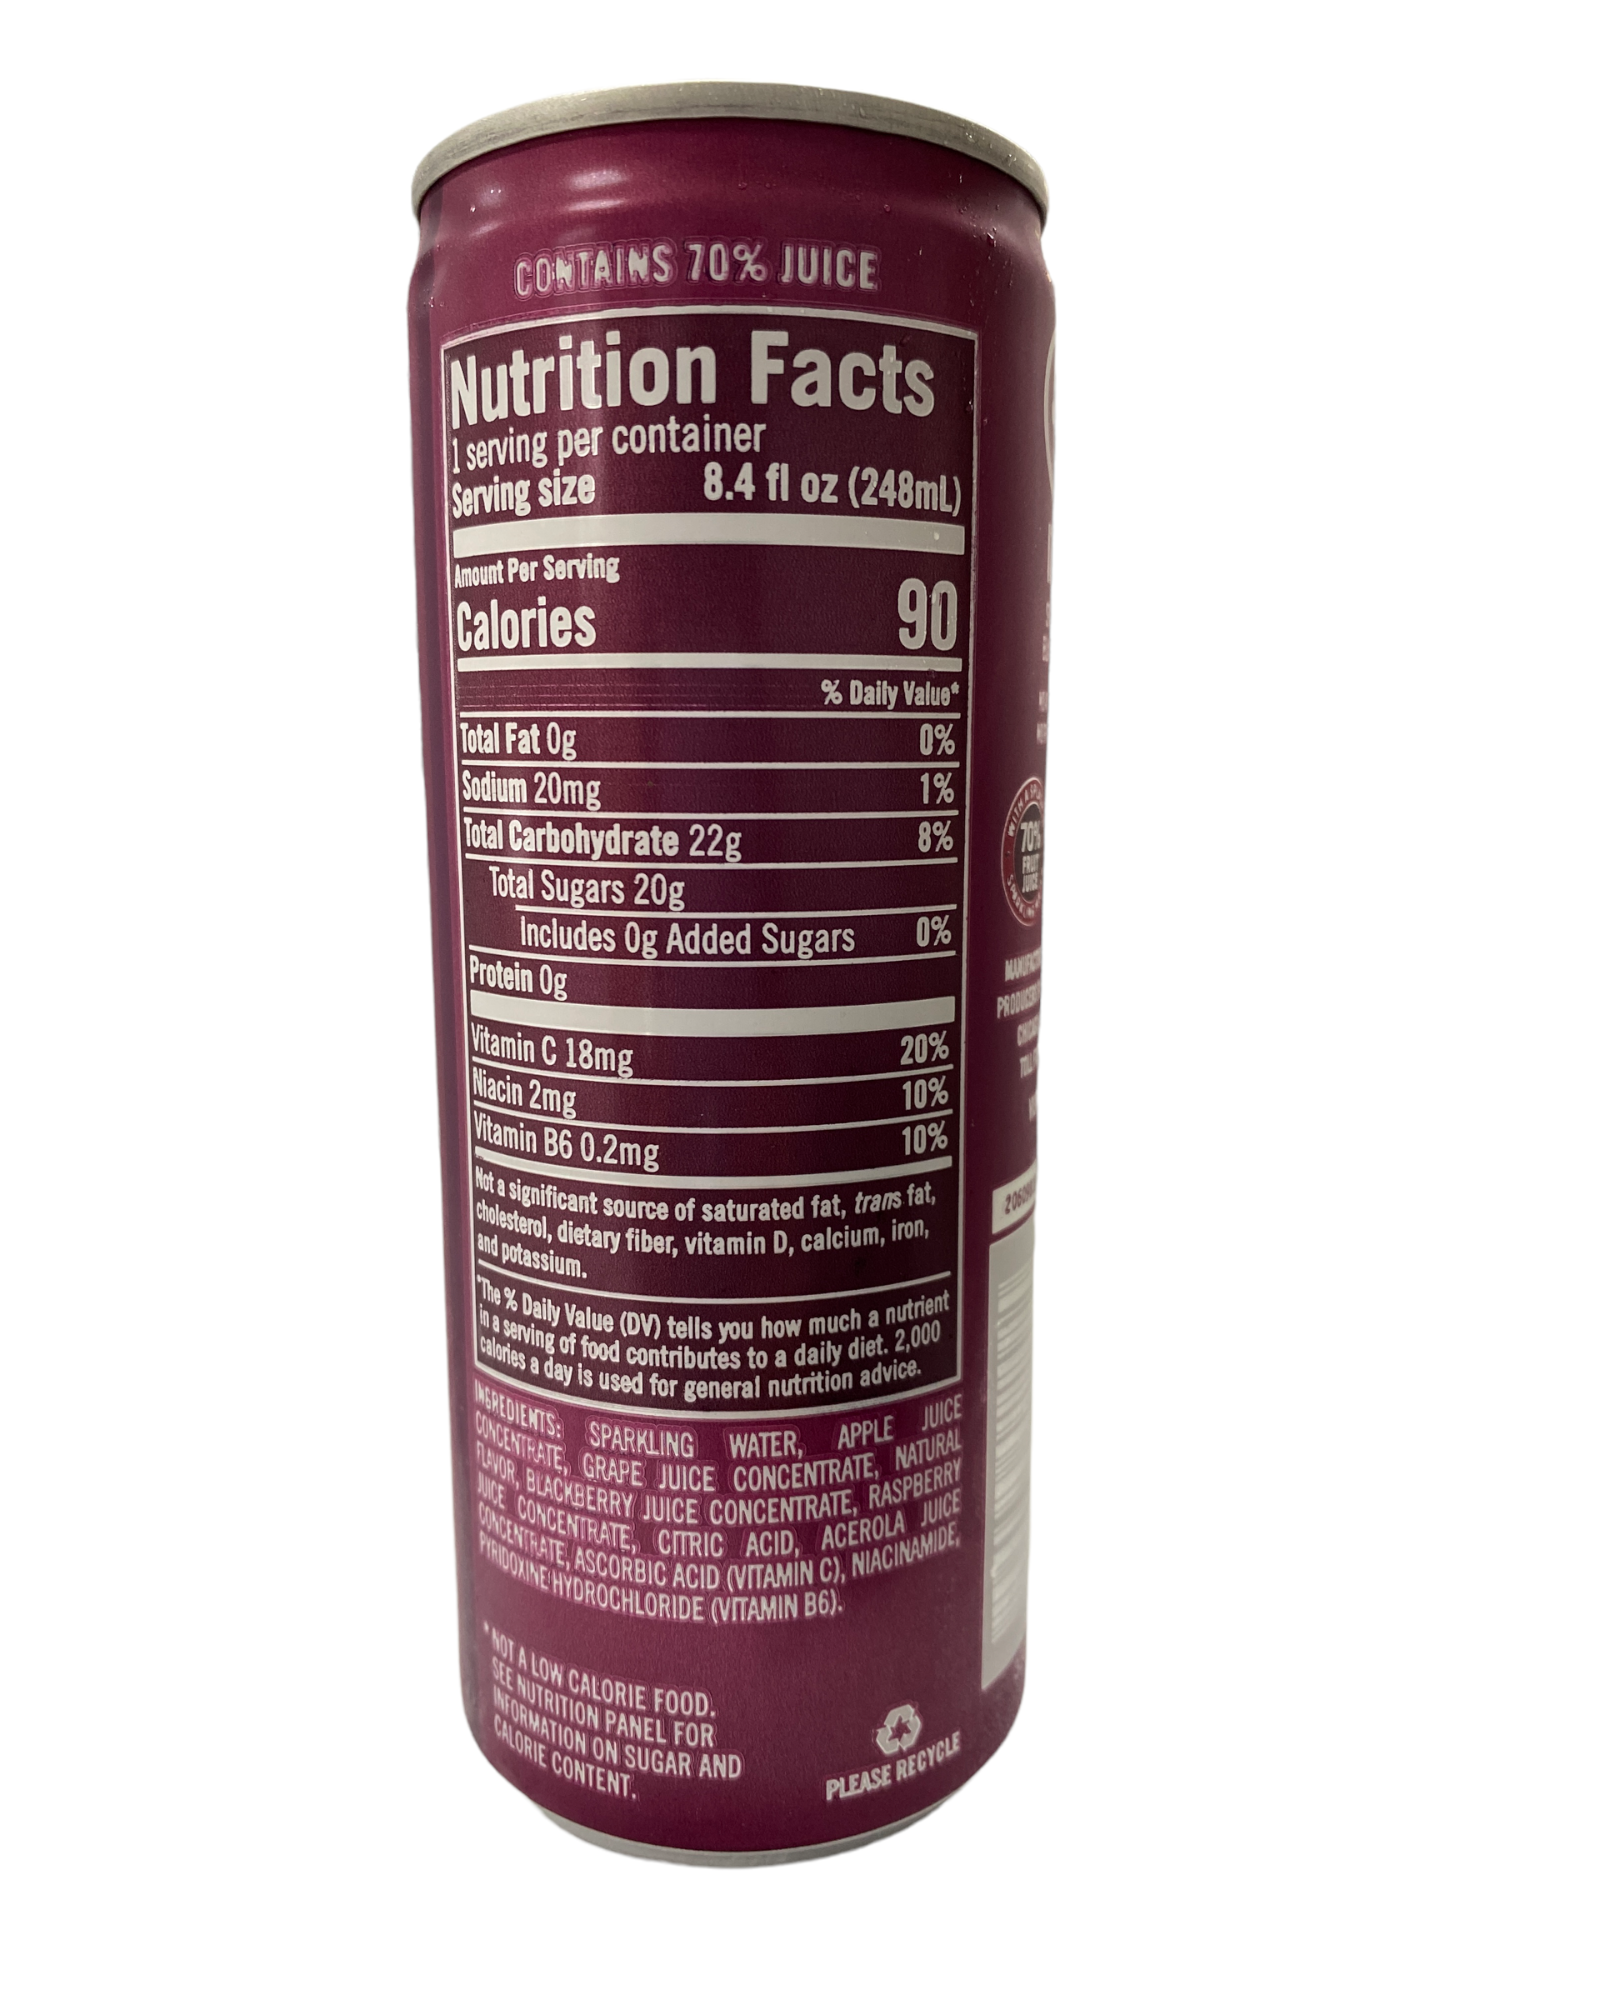 CONTAINS 70% JUICE
Nutrition Facts
1 serving per container
Serving size 8.4 fl oz (248mL)
Amount Per Serving
Calories 90
% Daily Value*
Total Fat 0g 0%
Sodium 20mg 1%
Total Carbohydrate 22g 8%
Total Sugars 20g
Includes 0g Added Sugars 0%
Protein 0g
Vitamin C 18mg 20%
Niacin 2mg 10%
Vitamin B6 0.2mg 10%
Not a significant source of saturated fat, trans fat,
cholesterol, dietary fiber, vitamin D, calcium, iron,
and potassium.
*The % Daily Value (DV) tells you how much a nutrient
in a serving of food contributes to a daily diet. 2,000
calories a day is used for general nutrition advice.
INGREDIENTS: SPARKLING WATER, APPLE JUICE
CONCENTRATE, GRAPE JUICE CONCENTRATE, NATURAL
FLAVOR, BLACKBERRY JUICE CONCENTRATE, RASPBERRY
JUICE CONCENTRATE, CITRIC ACID, ACEROLA JUICE
CONCENTRATE, ASCORBIC ACID (VITAMIN C), NIACINAMIDE,
PYRIDOXINE HYDROCHLORIDE (VITAMIN B6).
* NOT A LOW CALORIE FOOD.
SEE NUTRITION PANEL FOR
INFORMATION ON SUGAR AND
CALORIE CONTENT.
PLEASE RECYCLE
WITH A
70%
FRUIT
JUICE